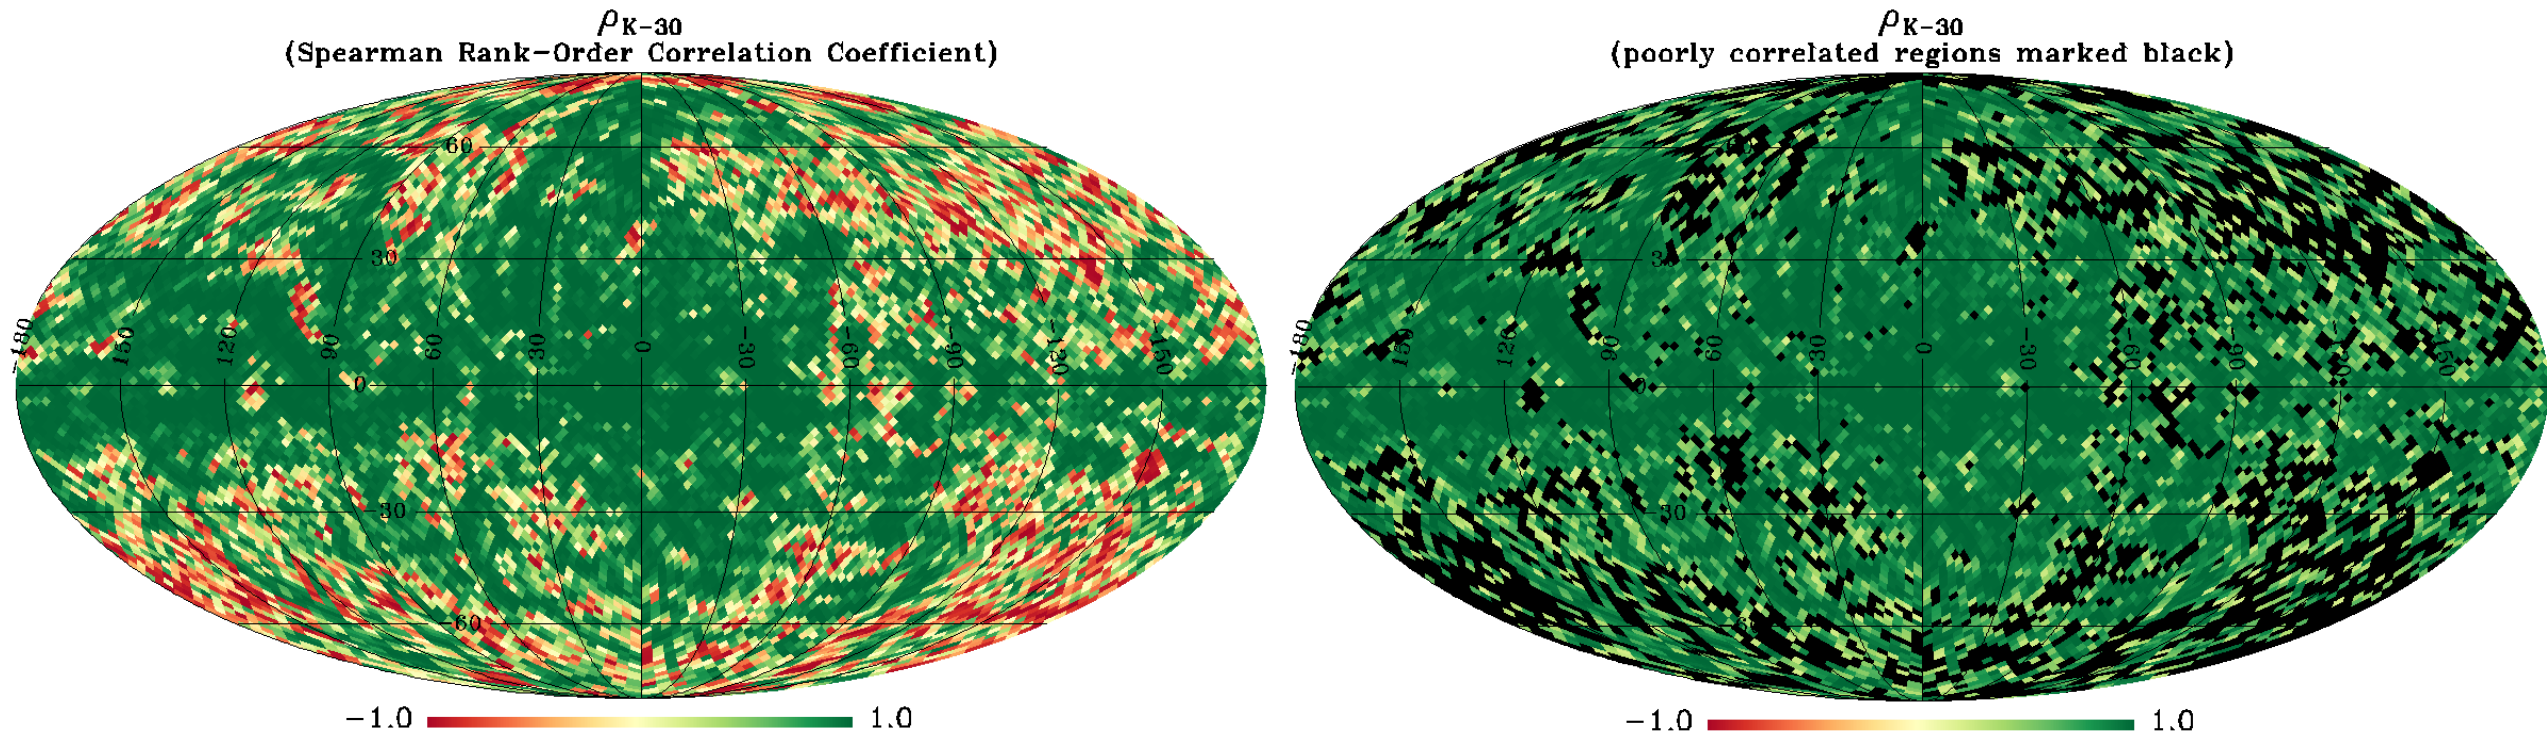 ρK−30
(Spearman Rank−Order Correlation Coefficient)
60
30
−180 150 120 90 60 30 0 −30 −60 −90 −120 −150
0
−30
−60
−1.0 1.0
ρK−30
(poorly correlated regions marked black)
60
30
−180 150 120 90 60 30 0 −30 −60 −90 −120 −150
0
−30
−1.0 1.0